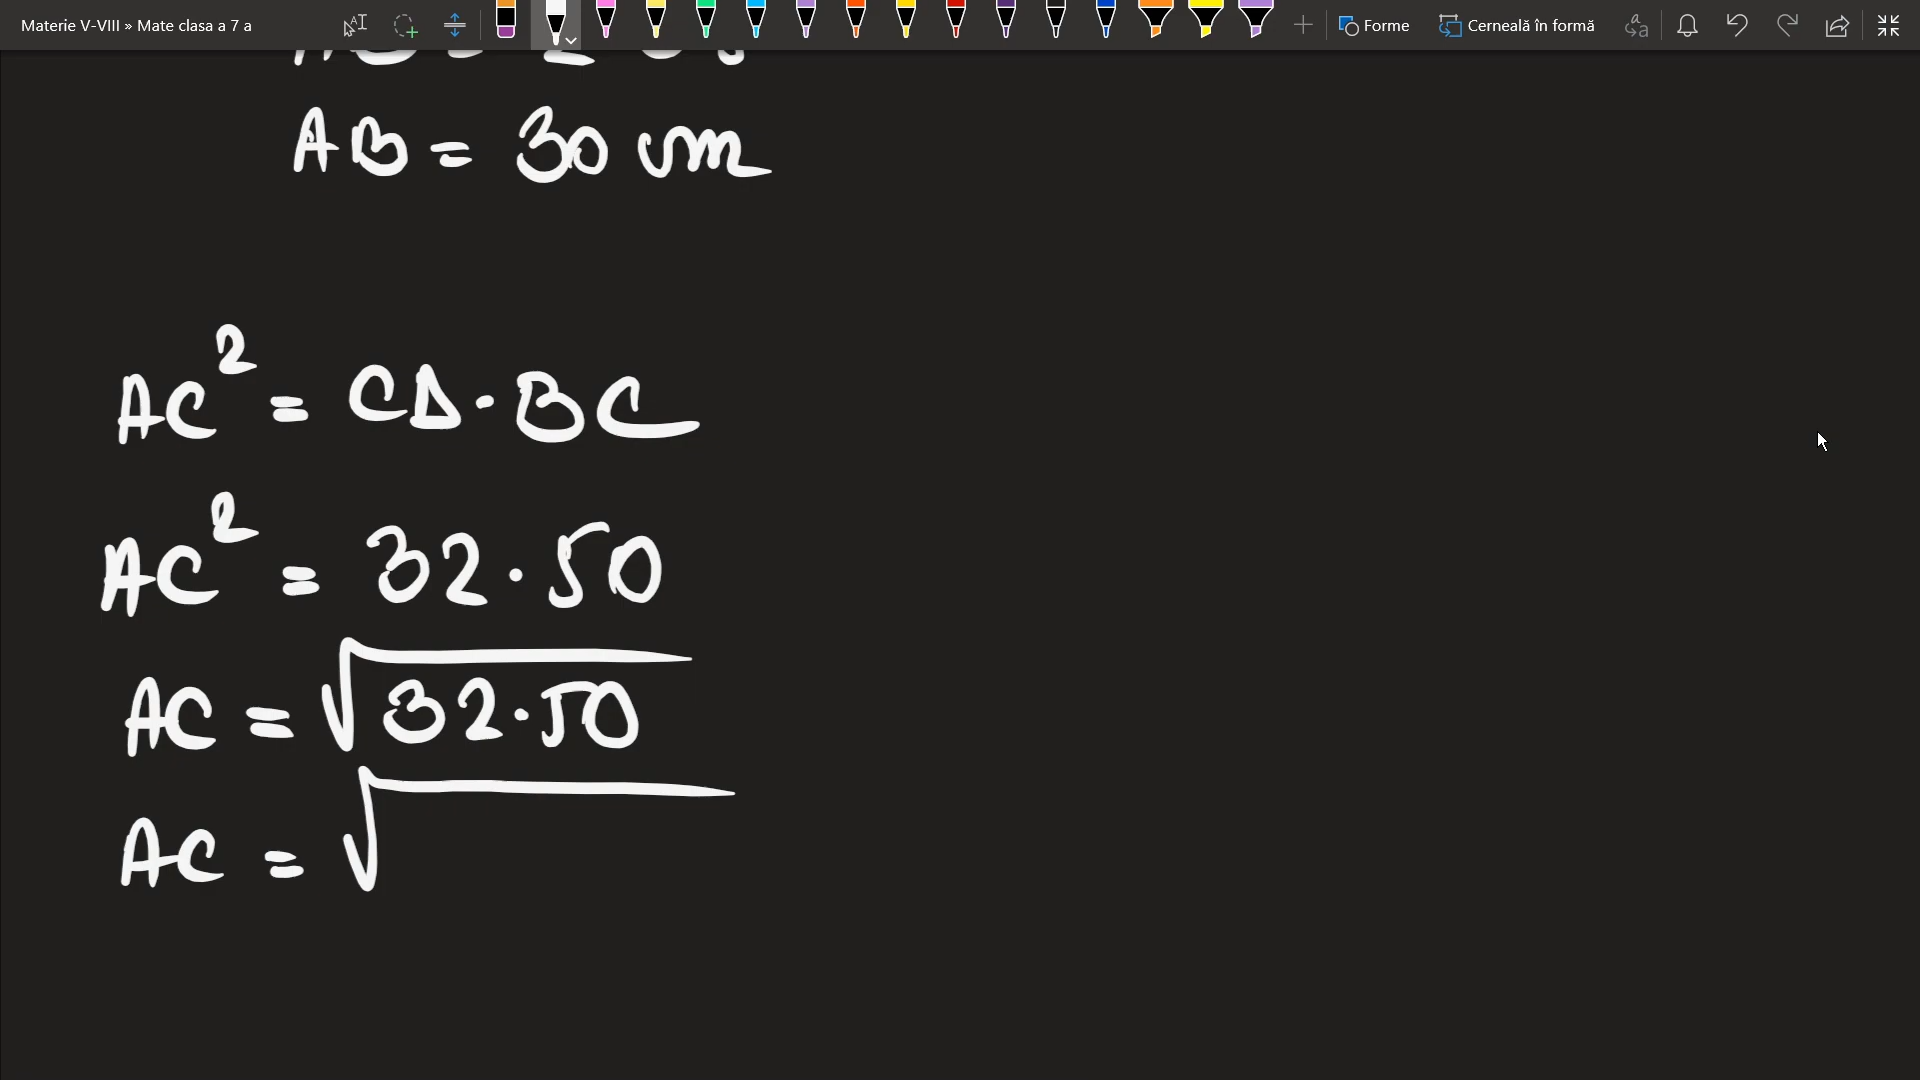 Materie V-VIII » Mate clasa a 7 a
Forme
Cerneală în formă
AB = 30 cm
AC² = CD · BC
AC² = 32 · 50
AC = √32·50
AC = √